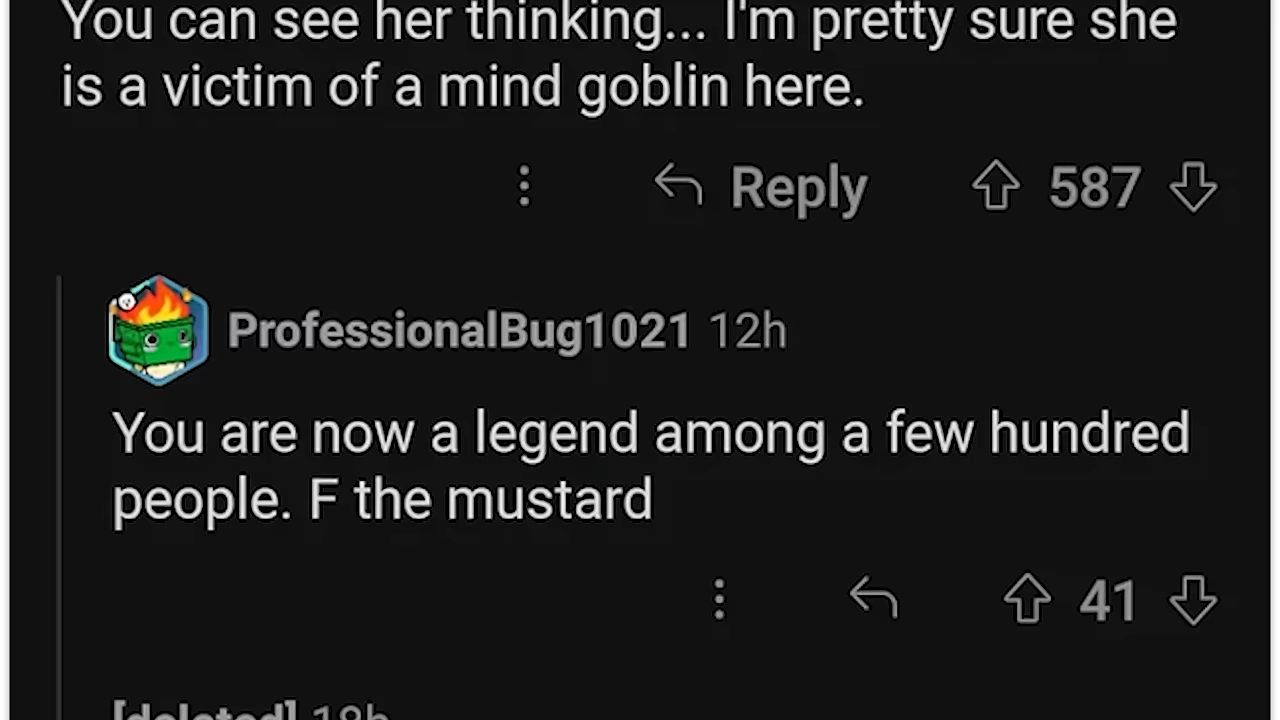 You can see her thinking... I'm pretty sure she
is a victim of a mind goblin here.
Reply 587
ProfessionalBug1021 12h
You are now a legend among a few hundred
people. F the mustard
41
[deleted] 18h